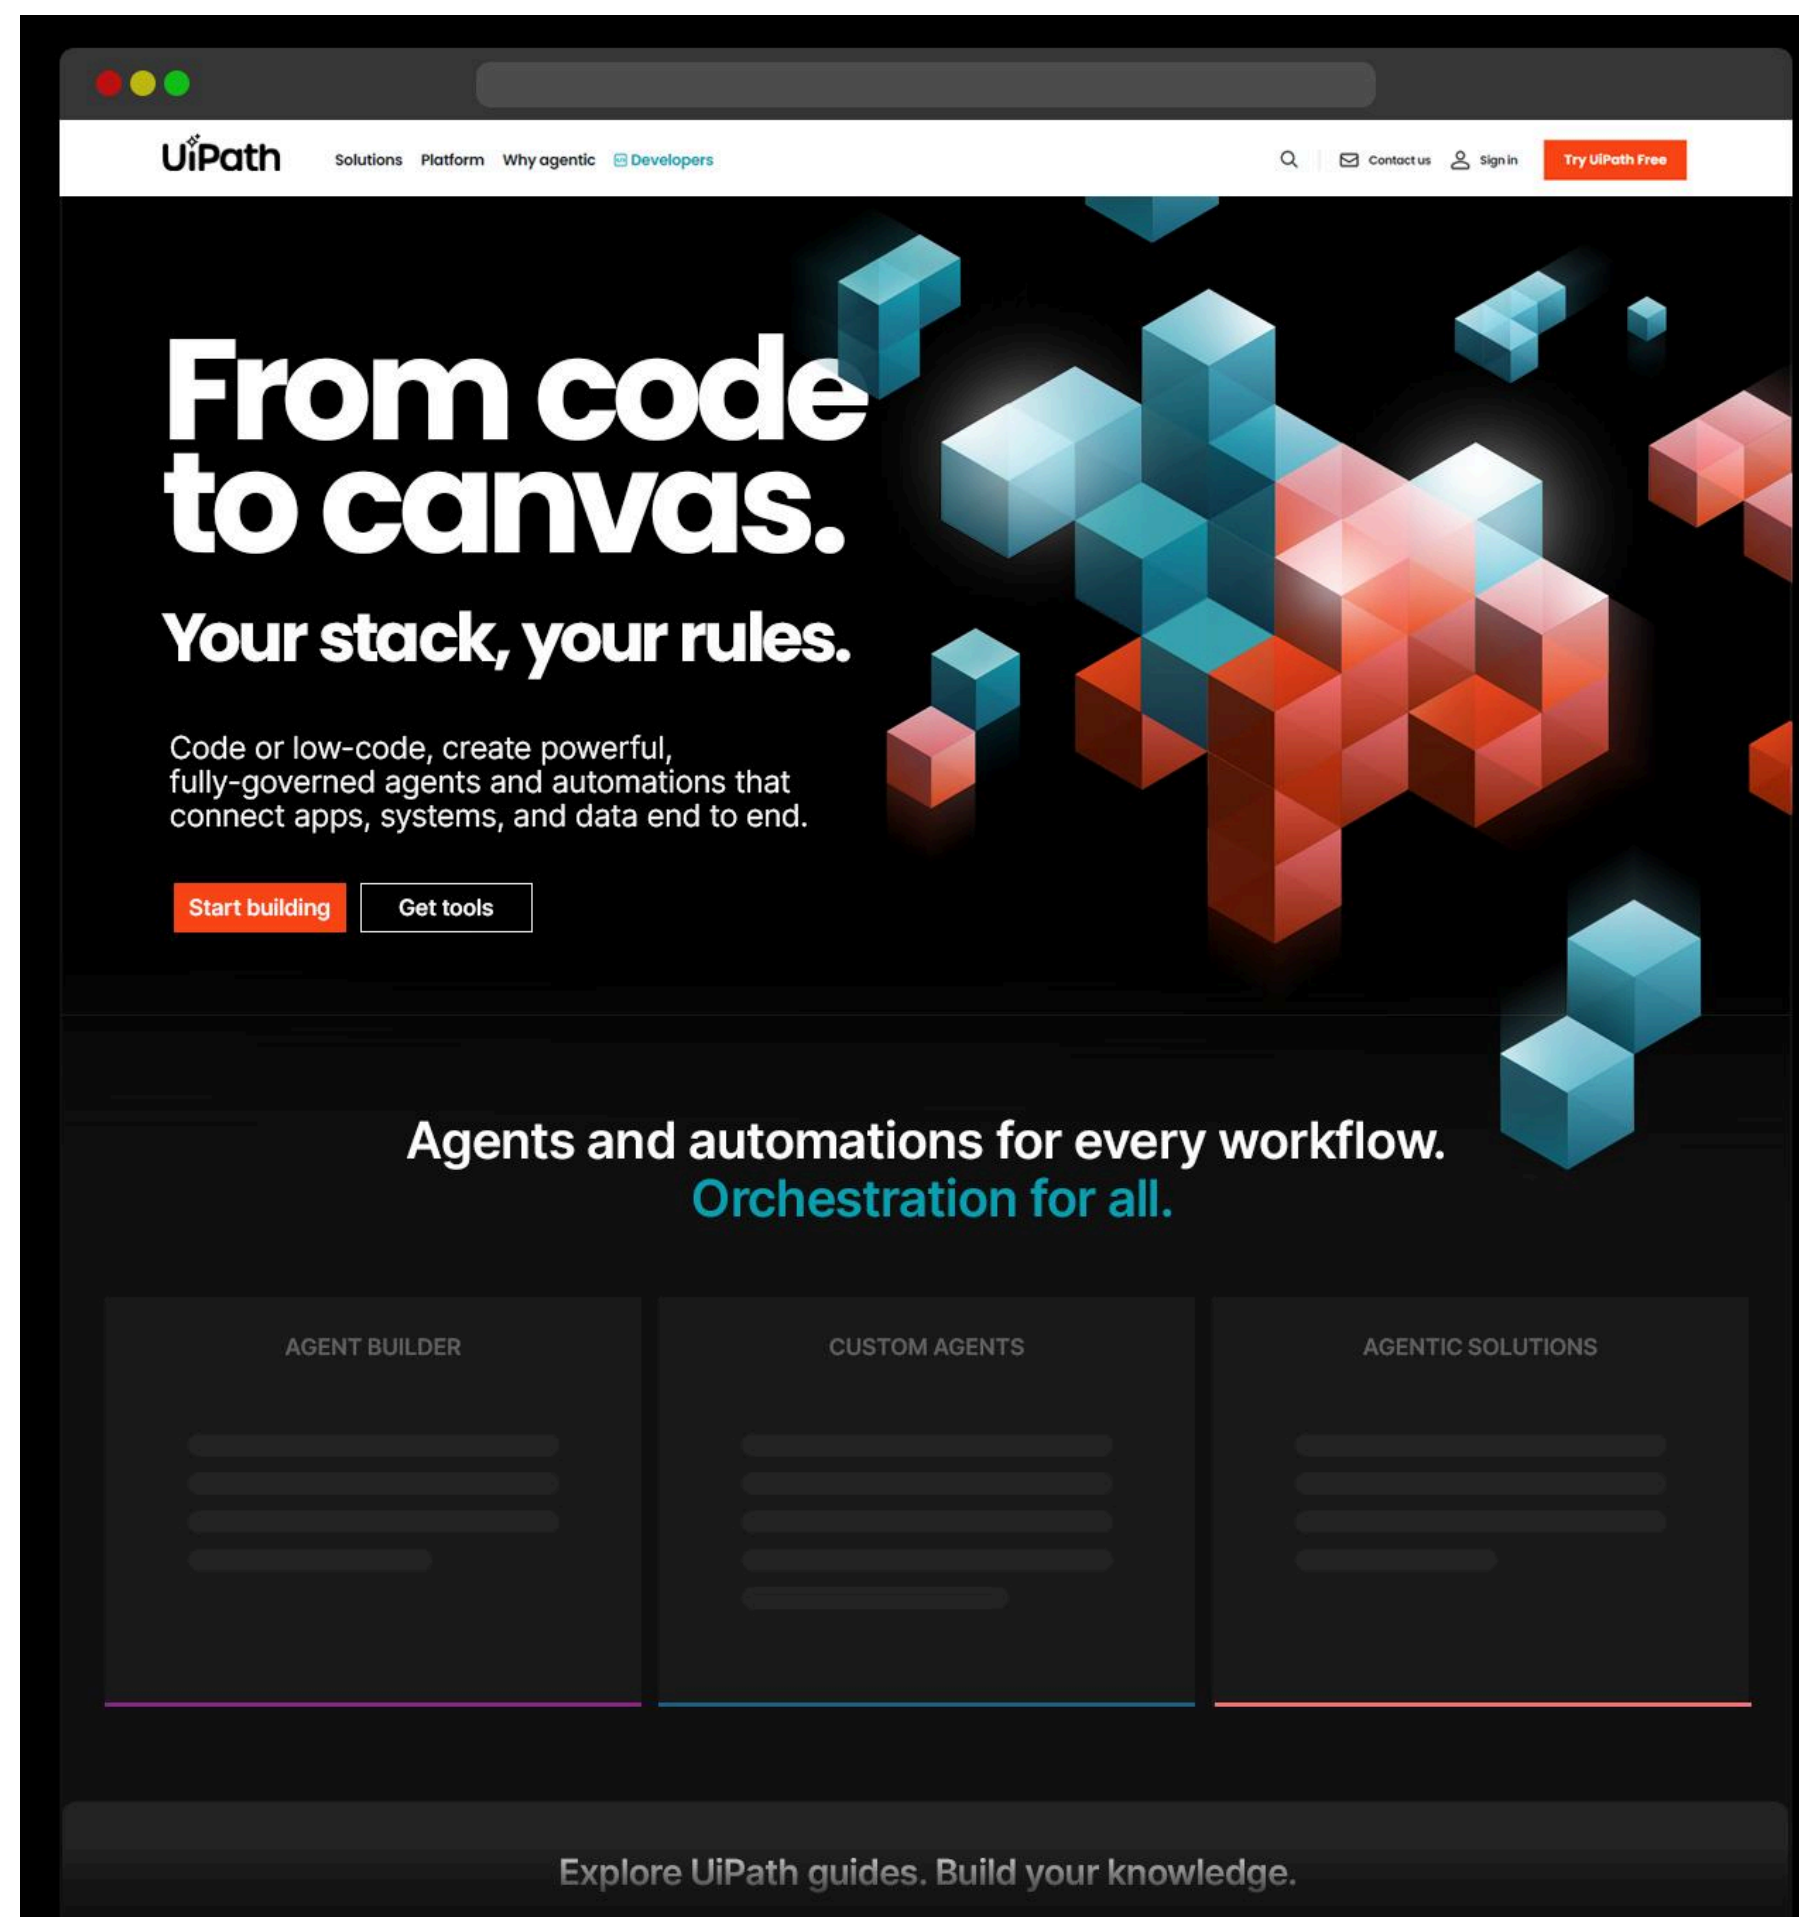 UiPath
Solutions Platform Why agentic Developers
Contact us Sign in Try UiPath Free
From code
to canvas.
Your stack, your rules.
Code or low-code, create powerful,
fully-governed agents and automations that
connect apps, systems, and data end to end.
Start building Get tools
Agents and automations for every workflow.
Orchestration for all.
AGENT BUILDER
CUSTOM AGENTS
AGENTIC SOLUTIONS
Explore UiPath guides. Build your knowledge.